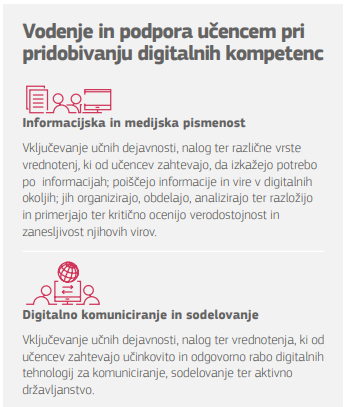 Vodenje in podpora učencem pri
pridobivanju digitalnih kompetenc
Informacijska in medijska pismenost
Vključevanje učnih dejavnosti, nalog ter različne vrste
vrednotenj, ki od učencev zahtevajo, da izkažejo potrebo
po informacijah; poiščejo informacije in vire v digitalnih
okoljih; jih organizirajo, obdelajo, analizirajo ter razložijo
in primerjajo ter kritično ocenijo verodostojnost in
zanesljivost njihovih virov.
Digitalno komuniciranje in sodelovanje
Vključevanje učnih dejavnosti, nalog ter vrednotenja, ki od
učencev zahtevajo učinkovito in odgovorno rabo digitalnih
tehnologij za komuniciranje, sodelovanje ter aktivno
državljanstvo.